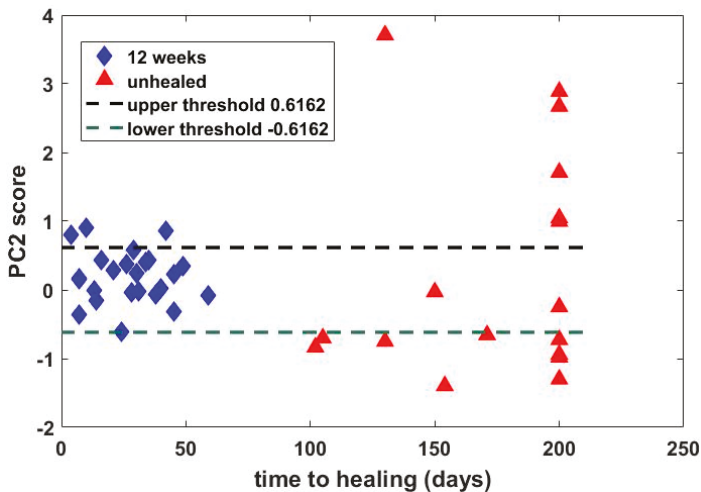 4
3
2
1
0
-1
-2
PC2 score
12 weeks
unhealed
upper threshold 0.6162
lower threshold -0.6162
0 50 100 150 200 250
time to healing (days)